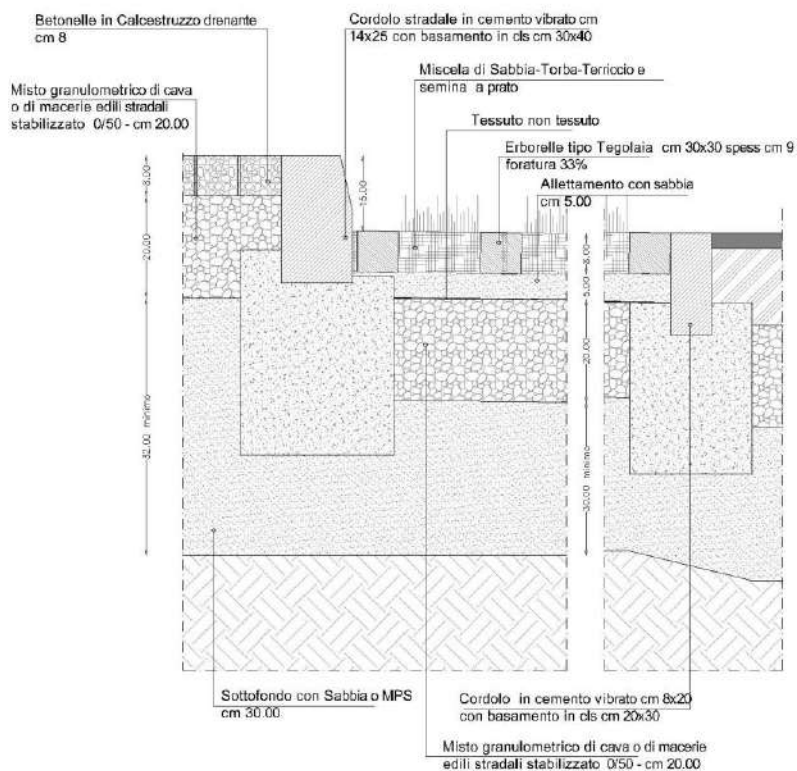 Betonelle in Calcestruzzo drenante
cm 8
Cordolo stradale in cemento vibrato cm
14x25 con basamento in cls cm 30x40
Misto granulometrico di cava
o di macerie edili stradali
stabilizzato 0/50 - cm 20.00
Miscela di Sabbia-Torba-Terriccio e
semina a prato
Tessuto non tessuto
Erborelle tipo Tegolaia cm 30x30 spess cm 9
foratura 33%
Allettamento con sabbia
cm 5.00
8.00
15.00
20.00
8.00
5.00
20.00
32.00 minimo
30.00 minimo
Sottofondo con Sabbia o MPS
cm 30.00
Cordolo in cemento vibrato cm 8x20
con basamento in cls cm 20x30
Misto granulometrico di cava o di macerie
edili stradali stabilizzato 0/50 - cm 20.00